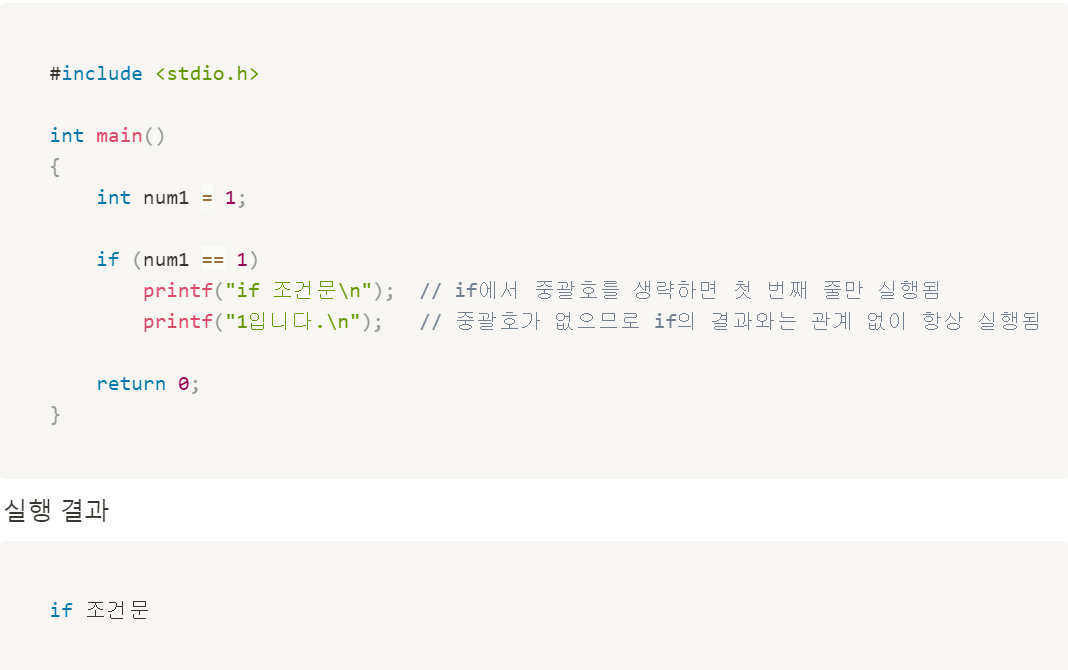 #include <stdio.h>
int main()
{
int num1 = 1;
if (num1 == 1)
printf("if 조건문\n"); // if에서 중괄호를 생략하면 첫 번째 줄만 실행됨
printf("1입니다.\n"); // 중괄호가 없으므로 if의 결과와는 관계 없이 항상 실행됨
return 0;
}
실행 결과
if 조건문